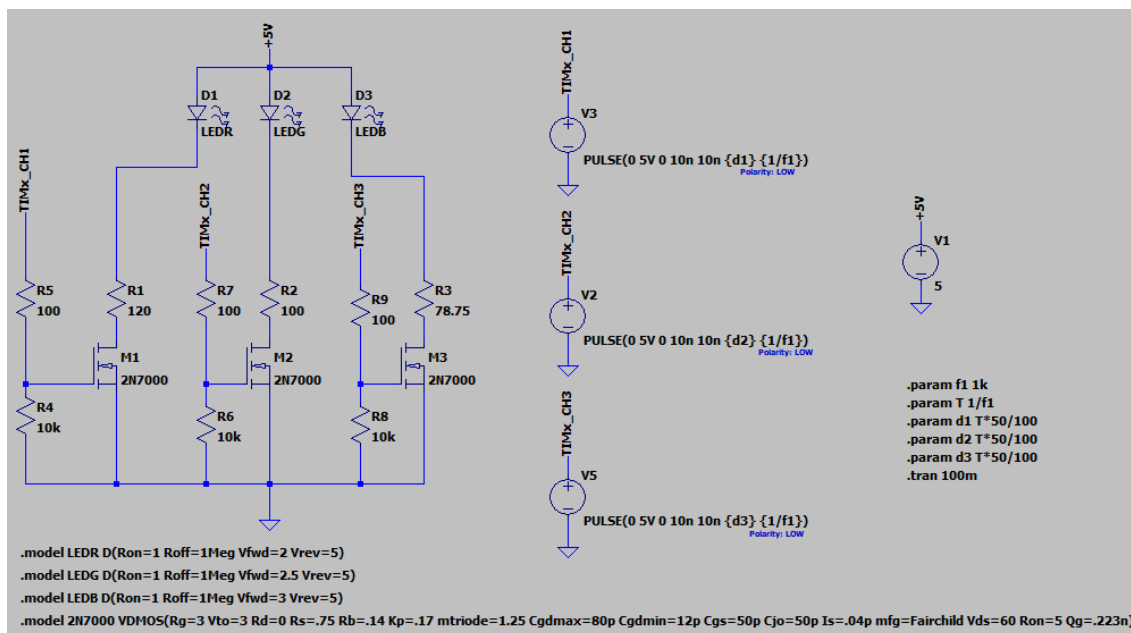 +5V
D1
LEDR
D2
LEDG
D3
LEDB
TIMx_CH1
TIMx_CH2
TIMx_CH3
R5
100
R1
120
R7
100
R2
100
R9
100
R3
78.75
M1
2N7000
M2
2N7000
M3
2N7000
R4
10k
R6
10k
R8
10k
TIMx_CH1
V3
PULSE(0 5V 0 10n 10n {d1} {1/f1})
Polarity: LOW
TIMx_CH2
V2
PULSE(0 5V 0 10n 10n {d2} {1/f1})
Polarity: LOW
TIMx_CH3
V5
PULSE(0 5V 0 10n 10n {d3} {1/f1})
Polarity: LOW
+5V
V1
5
.param f1 1k
.param T 1/f1
.param d1 T*50/100
.param d2 T*50/100
.param d3 T*50/100
.tran 100m
.model LEDR D(Ron=1 Roff=1Meg Vfwd=2 Vrev=5)
.model LEDG D(Ron=1 Roff=1Meg Vfwd=2.5 Vrev=5)
.model LEDB D(Ron=1 Roff=1Meg Vfwd=3 Vrev=5)
.model 2N7000 VDMOS(Rg=3 Vto=3 Rd=0 Rs=.75 Rb=.14 Kp=.17 mtriode=1.25 Cgdmax=80p Cgdmin=12p Cgs=50p Cjo=50p Is=.04p mfg=Fairchild Vds=60 Ron=5 Qg=.223n)